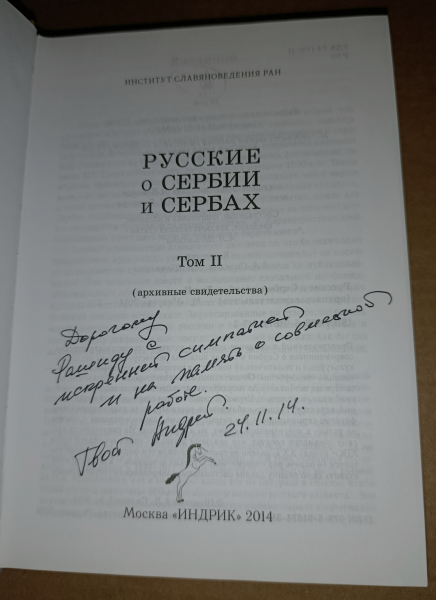 ИНСТИТУТ СЛАВЯНОВЕДЕНИЯ РАН
РУССКИЕ
О СЕРБИИ
И СЕРБАХ
Том II
(архивные свидетельства)
Дорогому
Рашиду с
искренней симпатией
и на память о совместной
работе.
Твой Андрей.
24.11.14.
Москва «ИНДРИК» 2014